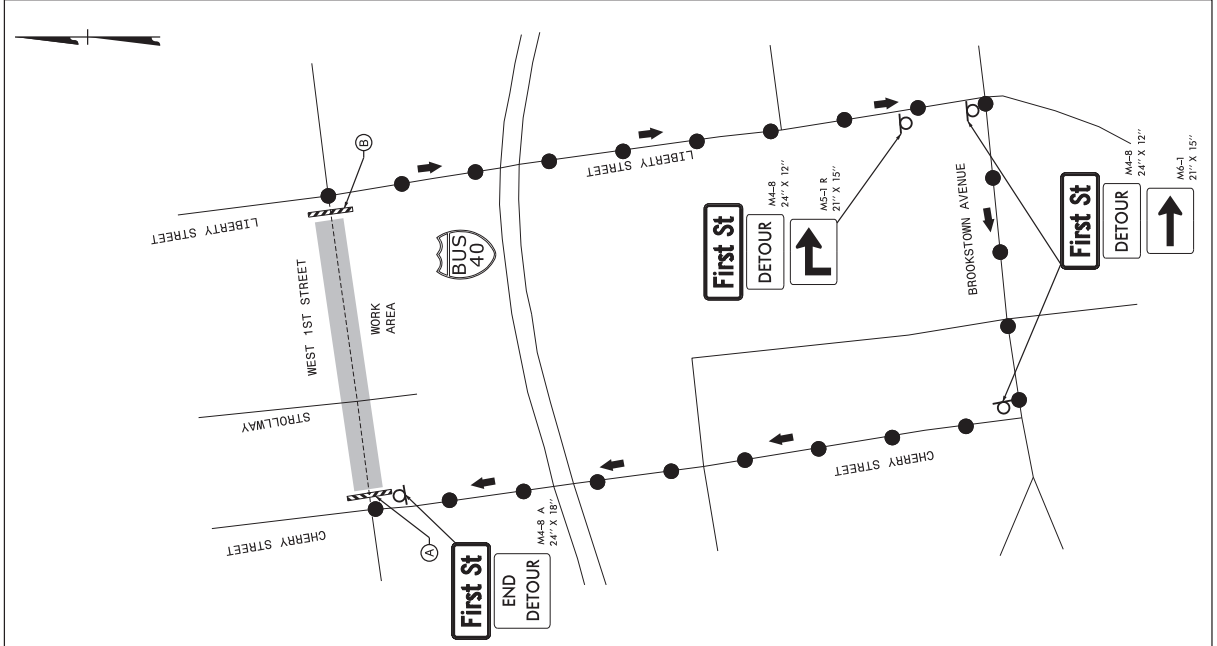 LIBERTY STREET
B
WEST 1ST STREET
WORK
AREA
STROLLWAY
CHERRY STREET
A
BUS
40
LIBERTY STREET
First St
END
DETOUR
M4-8 A
24'' X 18''
First St
DETOUR
M4-8
24'' X 12''
M5-1 R
21'' X 15''
CHERRY STREET
BROOKSTOWN AVENUE
First St
DETOUR
M4-8
24'' X 12''
M6-1
21'' X 15''